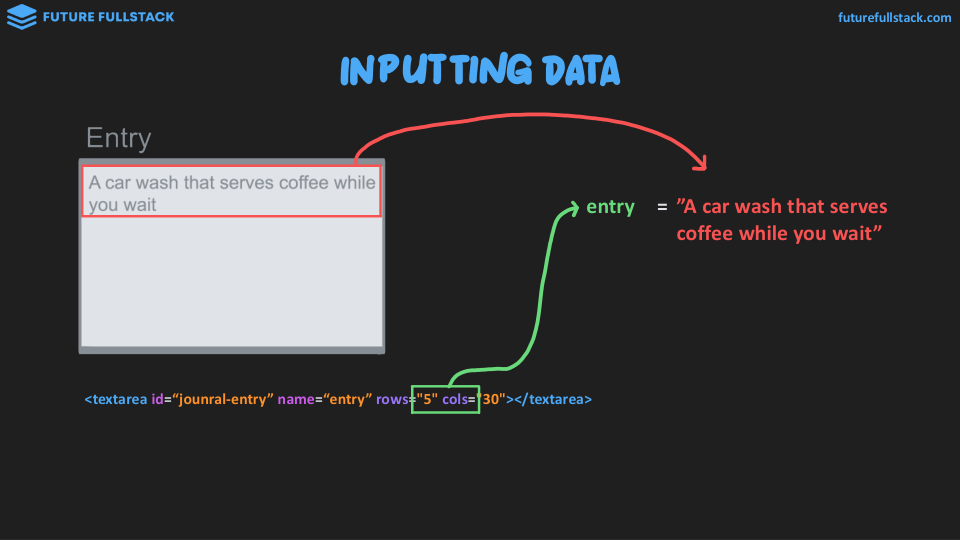 FUTURE FULLSTACK
futurefullstack.com
INPUTTING DATA
Entry
A car wash that serves coffee while
you wait
entry = ”A car wash that serves
coffee while you wait”
<textarea id=“jounral-entry” name=“entry” rows="5" cols="30"></textarea>